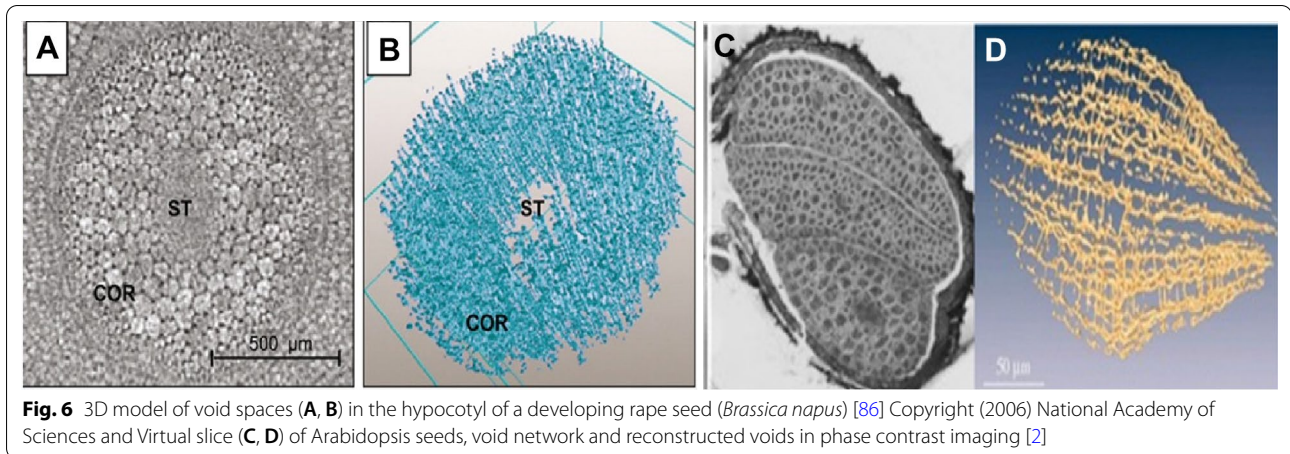 A
B
C
D
ST
ST
COR
COR
500 µm
50 µm
Fig. 6 3D model of void spaces (A, B) in the hypocotyl of a developing rape seed (Brassica napus) [86] Copyright (2006) National Academy of
Sciences and Virtual slice (C, D) of Arabidopsis seeds, void network and reconstructed voids in phase contrast imaging [2]